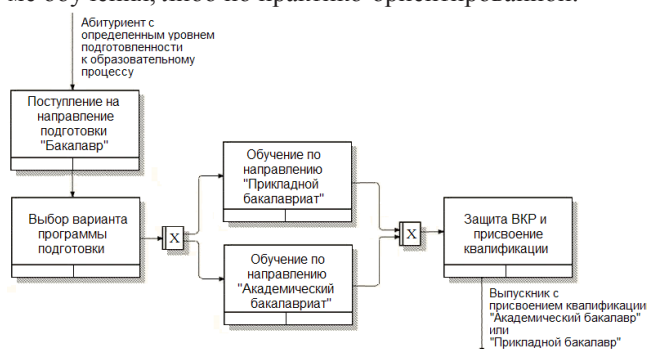 Абитуриент с
определенным уровнем
подготовленности
к образовательному
процессу
Поступление на
направление
подготовки
"Бакалавр"
Выбор варианта
программы
подготовки
X
Обучение по
направлению
"Прикладной
бакалавриат"
Обучение по
направлению
"Академический
бакалавриат"
X
Защита ВКР и
присвоение
квалификации
Выпускник с
присвоением квалификации
"Академический бакалавр"
или
"Прикладной бакалавр"